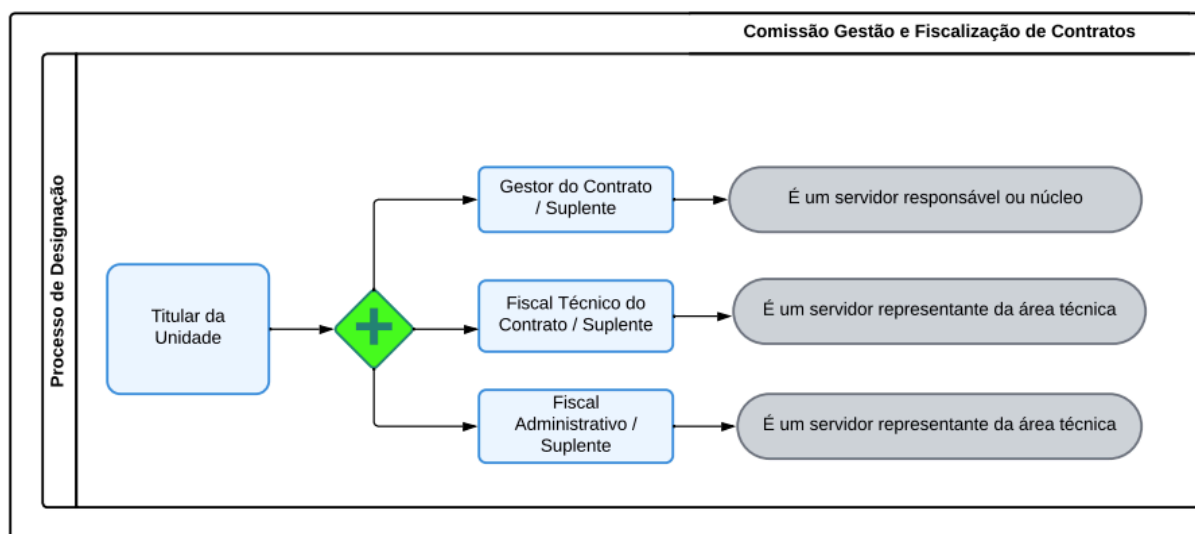 Comissão Gestão e Fiscalização de Contratos
Processo de Designação
Titular da
Unidade
Gestor do Contrato
/ Suplente
É um servidor responsável ou núcleo
Fiscal Técnico do
Contrato / Suplente
É um servidor representante da área técnica
Fiscal
Administrativo /
Suplente
É um servidor representante da área técnica